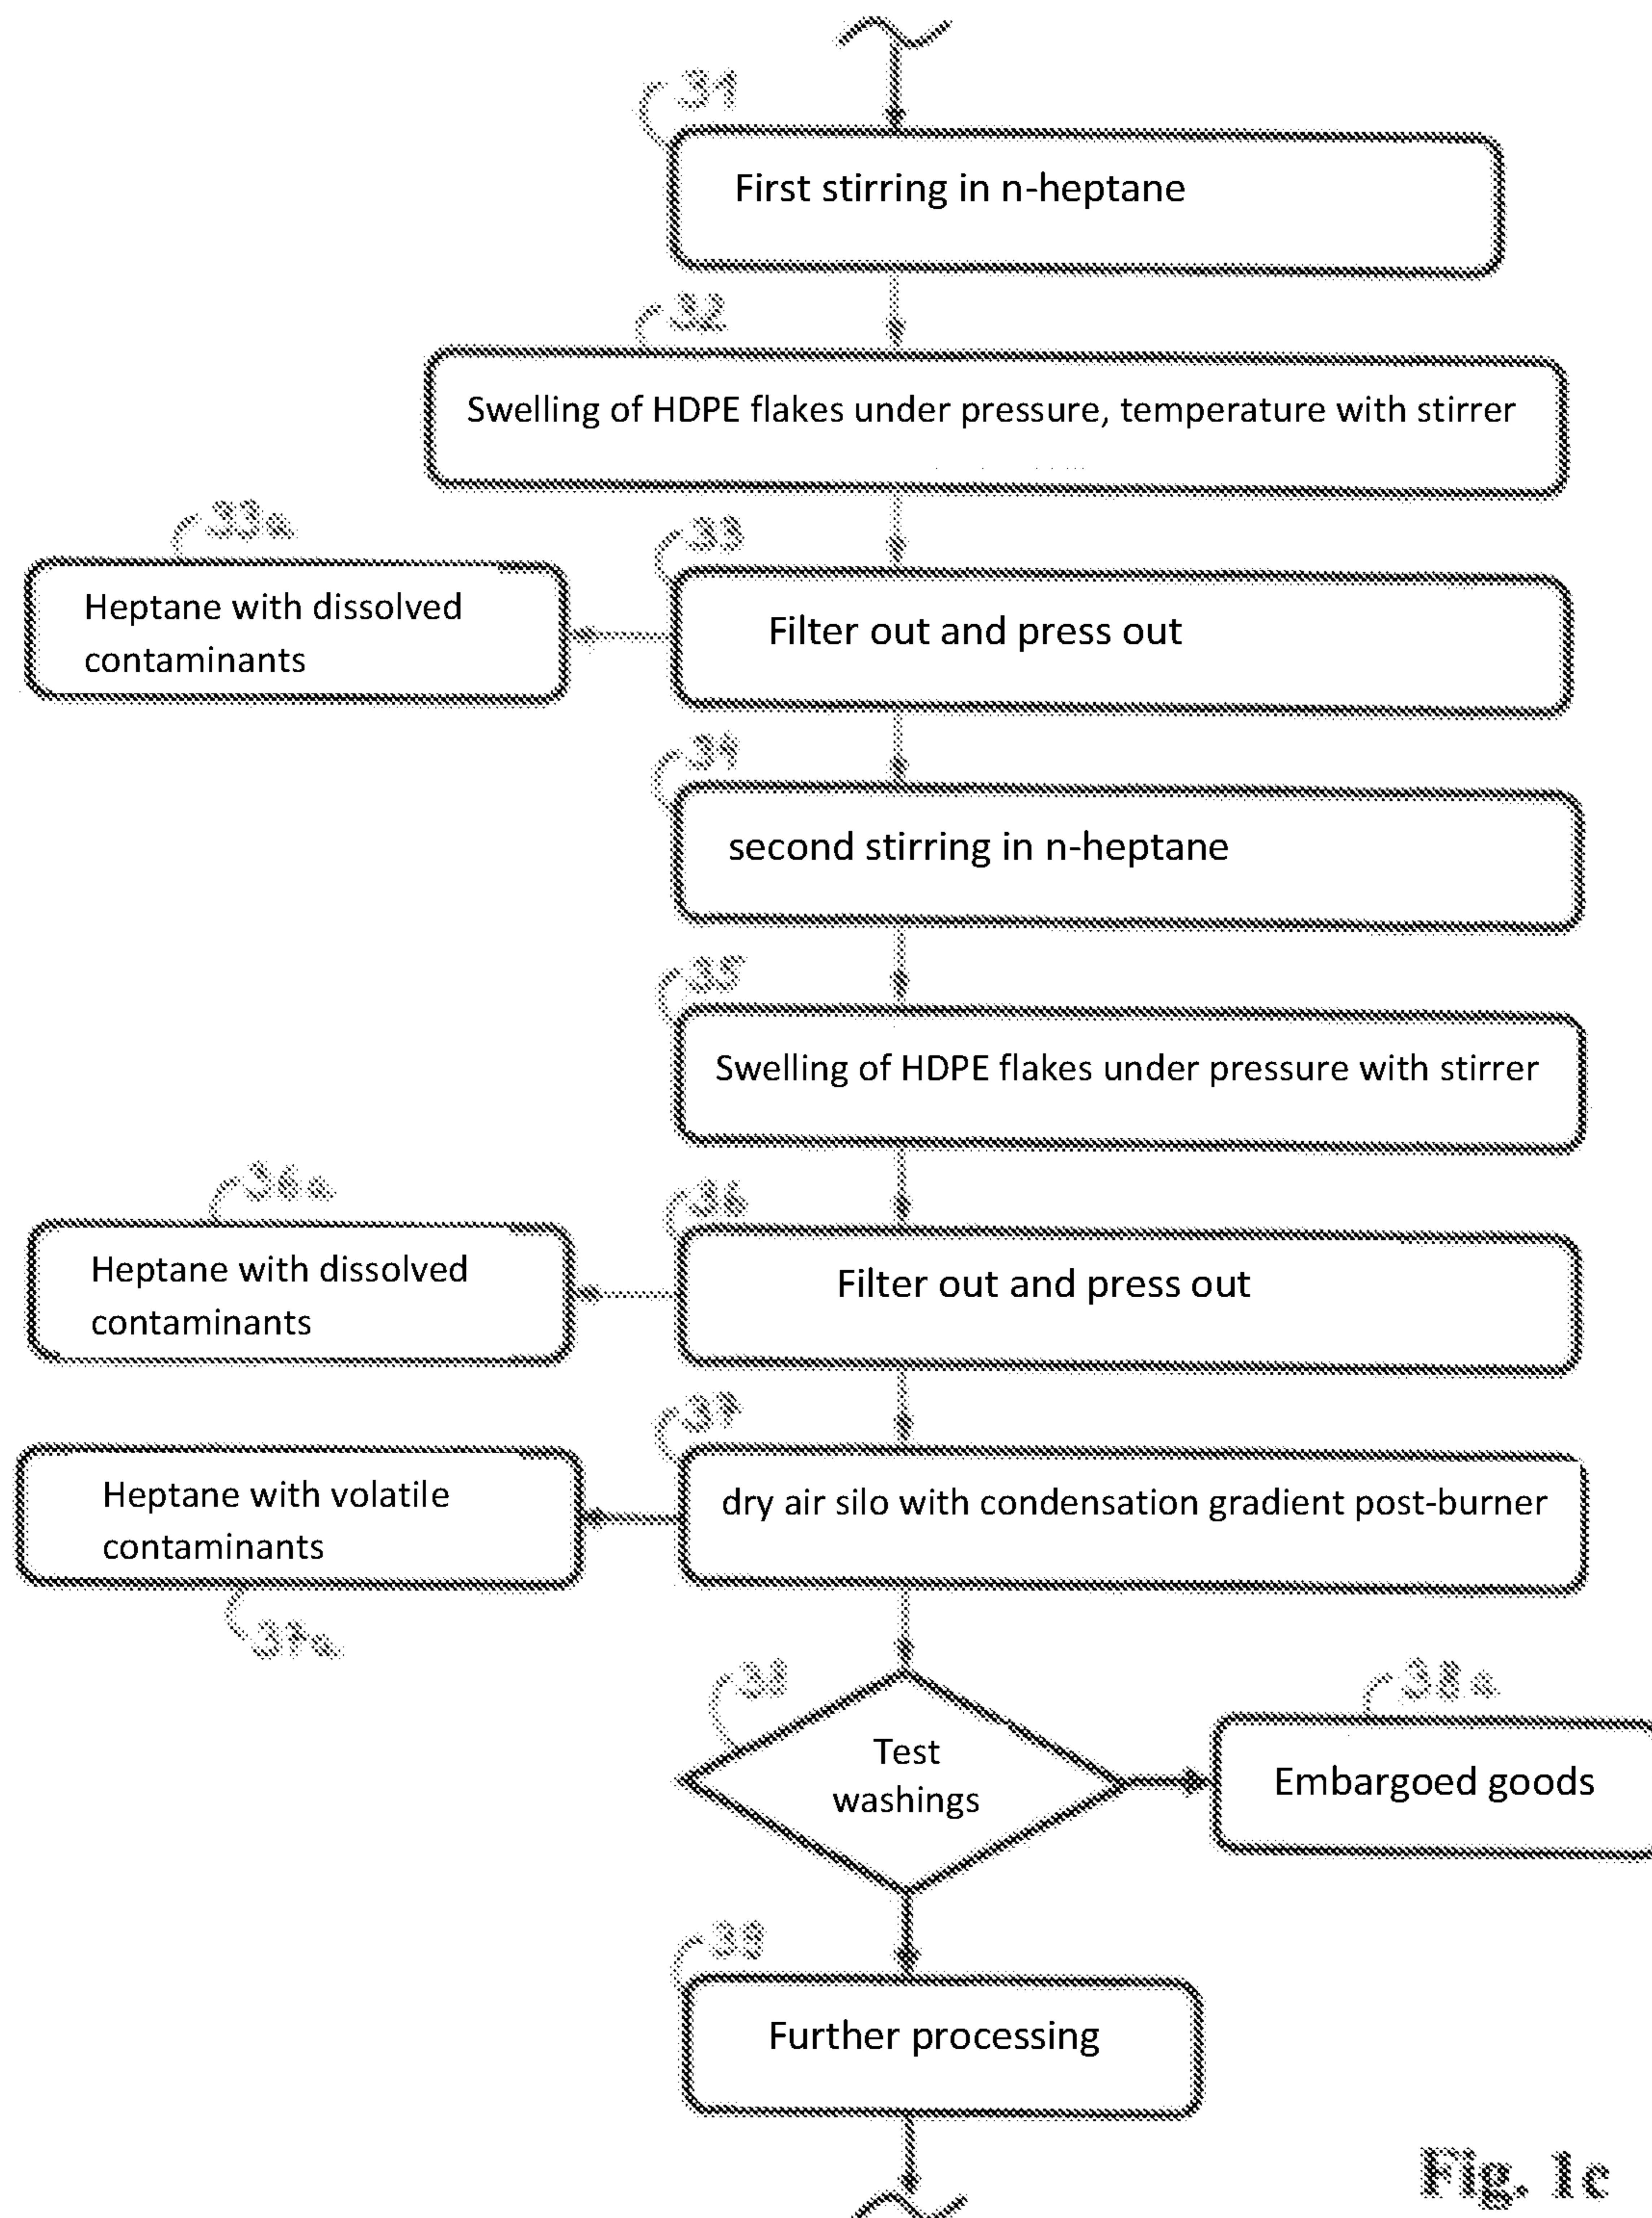 31
First stirring in n-heptane
32
Swelling of HDPE flakes under pressure, temperature with stirrer
33a
Heptane with dissolved
contaminants
33
Filter out and press out
34
second stirring in n-heptane
35
Swelling of HDPE flakes under pressure with stirrer
36a
Heptane with dissolved
contaminants
36
Filter out and press out
37
dry air silo with condensation gradient post-burner
Heptane with volatile
contaminants
37a
38
Test
washings
38a
Embargoed goods
39
Further processing
Fig. 1c